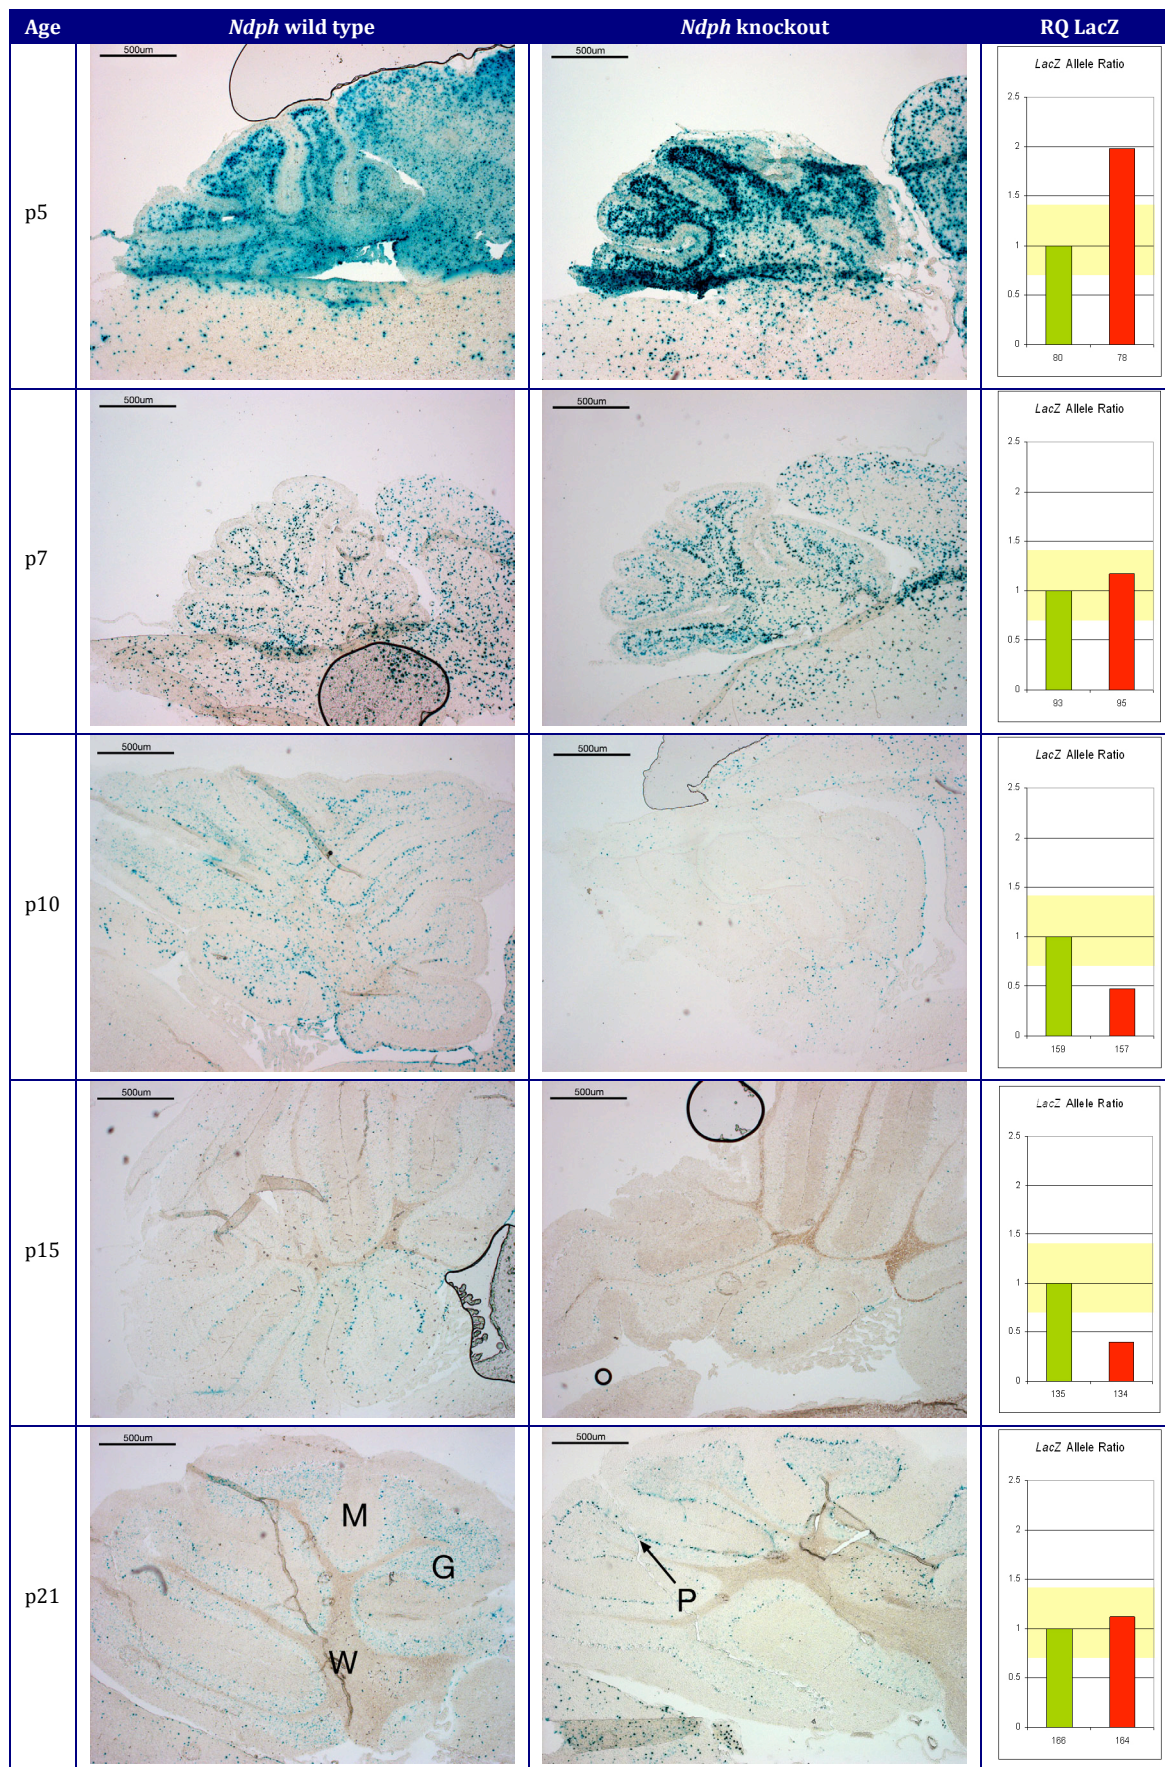 Age Ndph wild type Ndph knockout RQ LacZ
p5
500um
500um
LacZ Allele Ratio
2.5
2
1.5
1
0.5
0
80 78
p7
500um
500um
LacZ Allele Ratio
2.5
2
1.5
1
0.5
0
93 95
p10
500um
500um
LacZ Allele Ratio
2.5
2
1.5
1
0.5
0
159 157
p15
500um
500um
LacZ Allele Ratio
2.5
2
1.5
1
0.5
0
135 134
p21
500um
M
G
W
500um
P
LacZ Allele Ratio
2.5
2
1.5
1
0.5
0
166 164